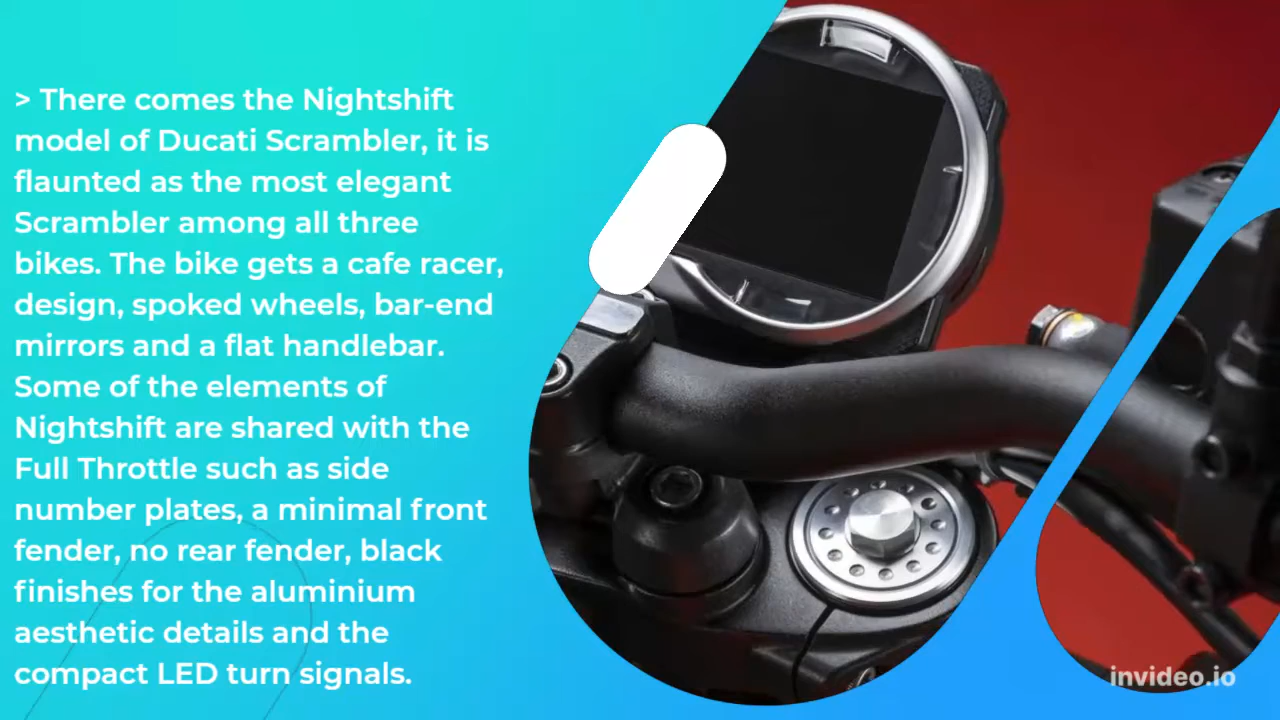 > There comes the Nightshift
model of Ducati Scrambler, it is
flaunted as the most elegant
Scrambler among all three
bikes. The bike gets a cafe racer,
design, spoked wheels, bar-end
mirrors and a flat handlebar.
Some of the elements of
Nightshift are shared with the
Full Throttle such as side
number plates, a minimal front
fender, no rear fender, black
finishes for the aluminium
aesthetic details and the
compact LED turn signals.
invideo.io